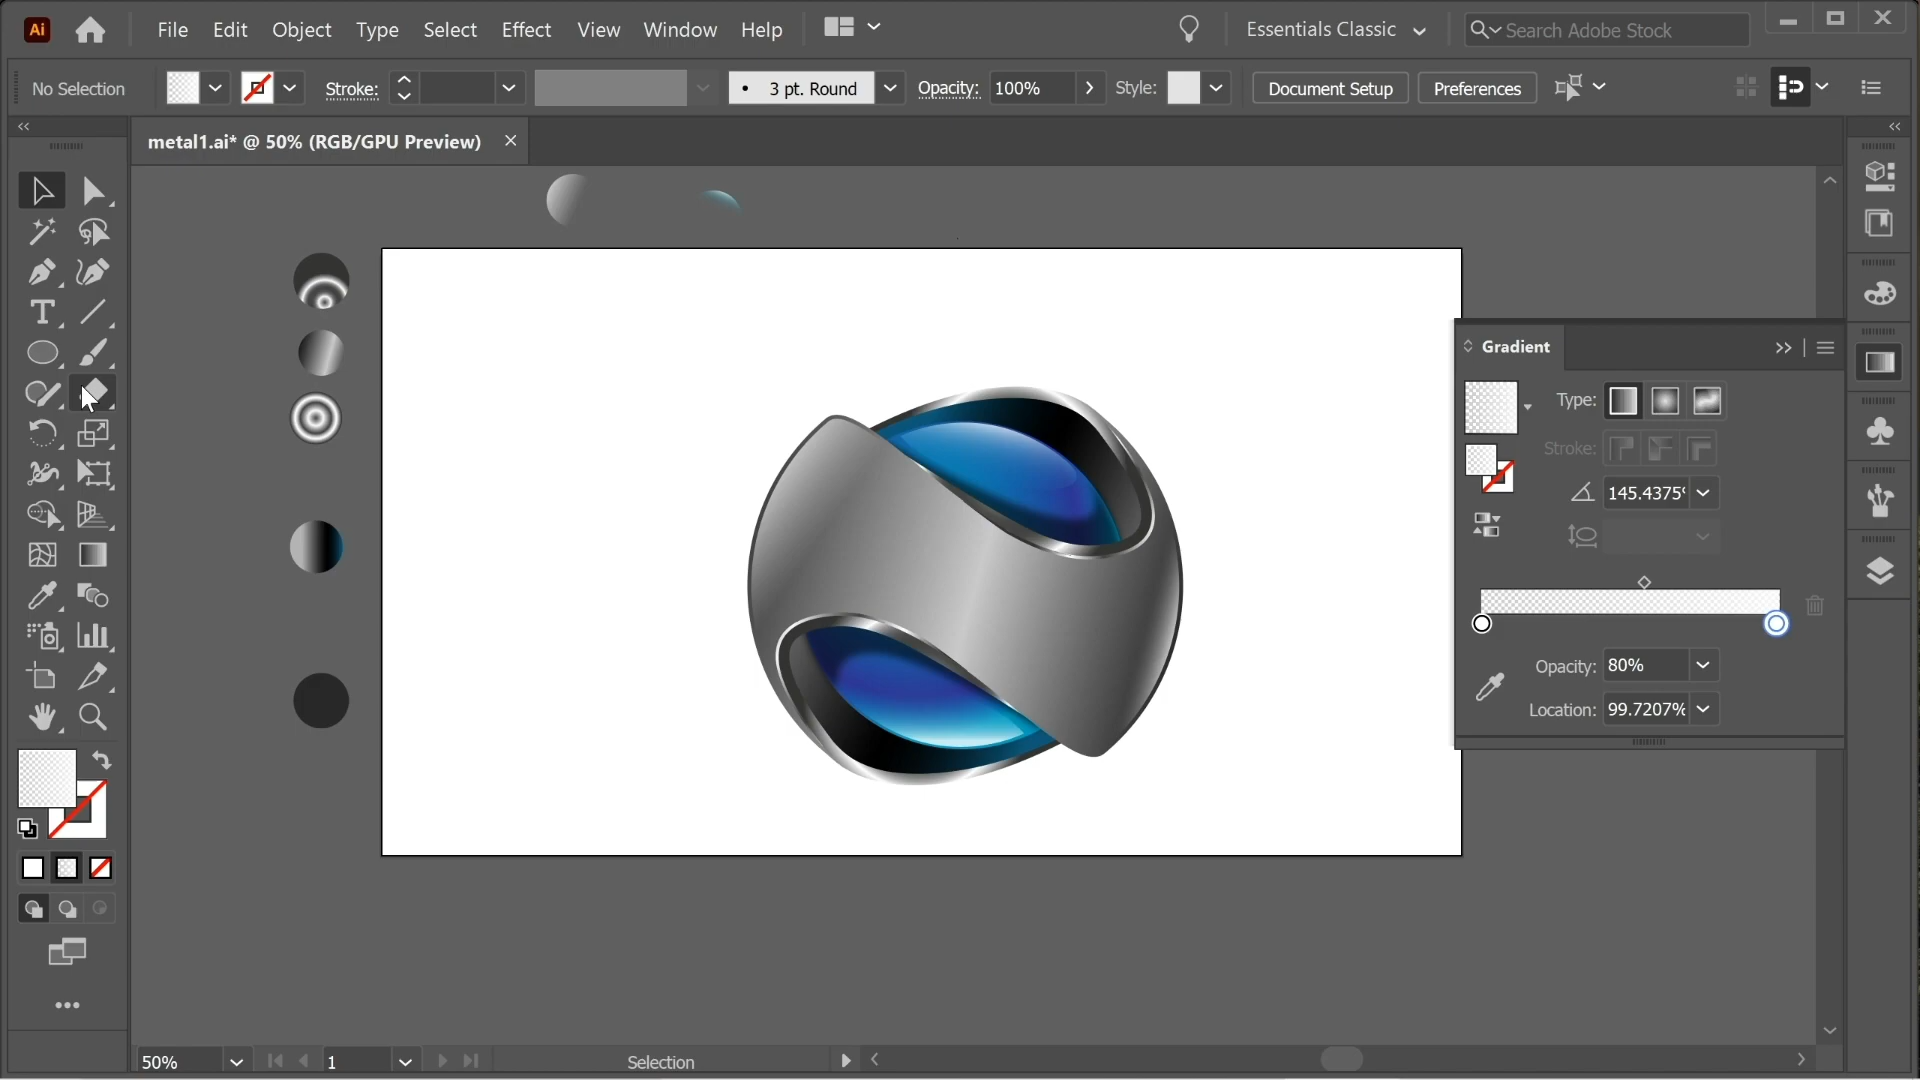 Ai File Edit Object Type Select Effect View Window Help Essentials Classic Search Adobe Stock
No Selection Stroke: 3 pt. Round Opacity: 100% Style: Document Setup Preferences
metal1.ai* @ 50% (RGB/GPU Preview)
Gradient
Type:
Stroke:
145.4375°
Opacity: 80%
Location: 99.7207%
50% 1 Selection